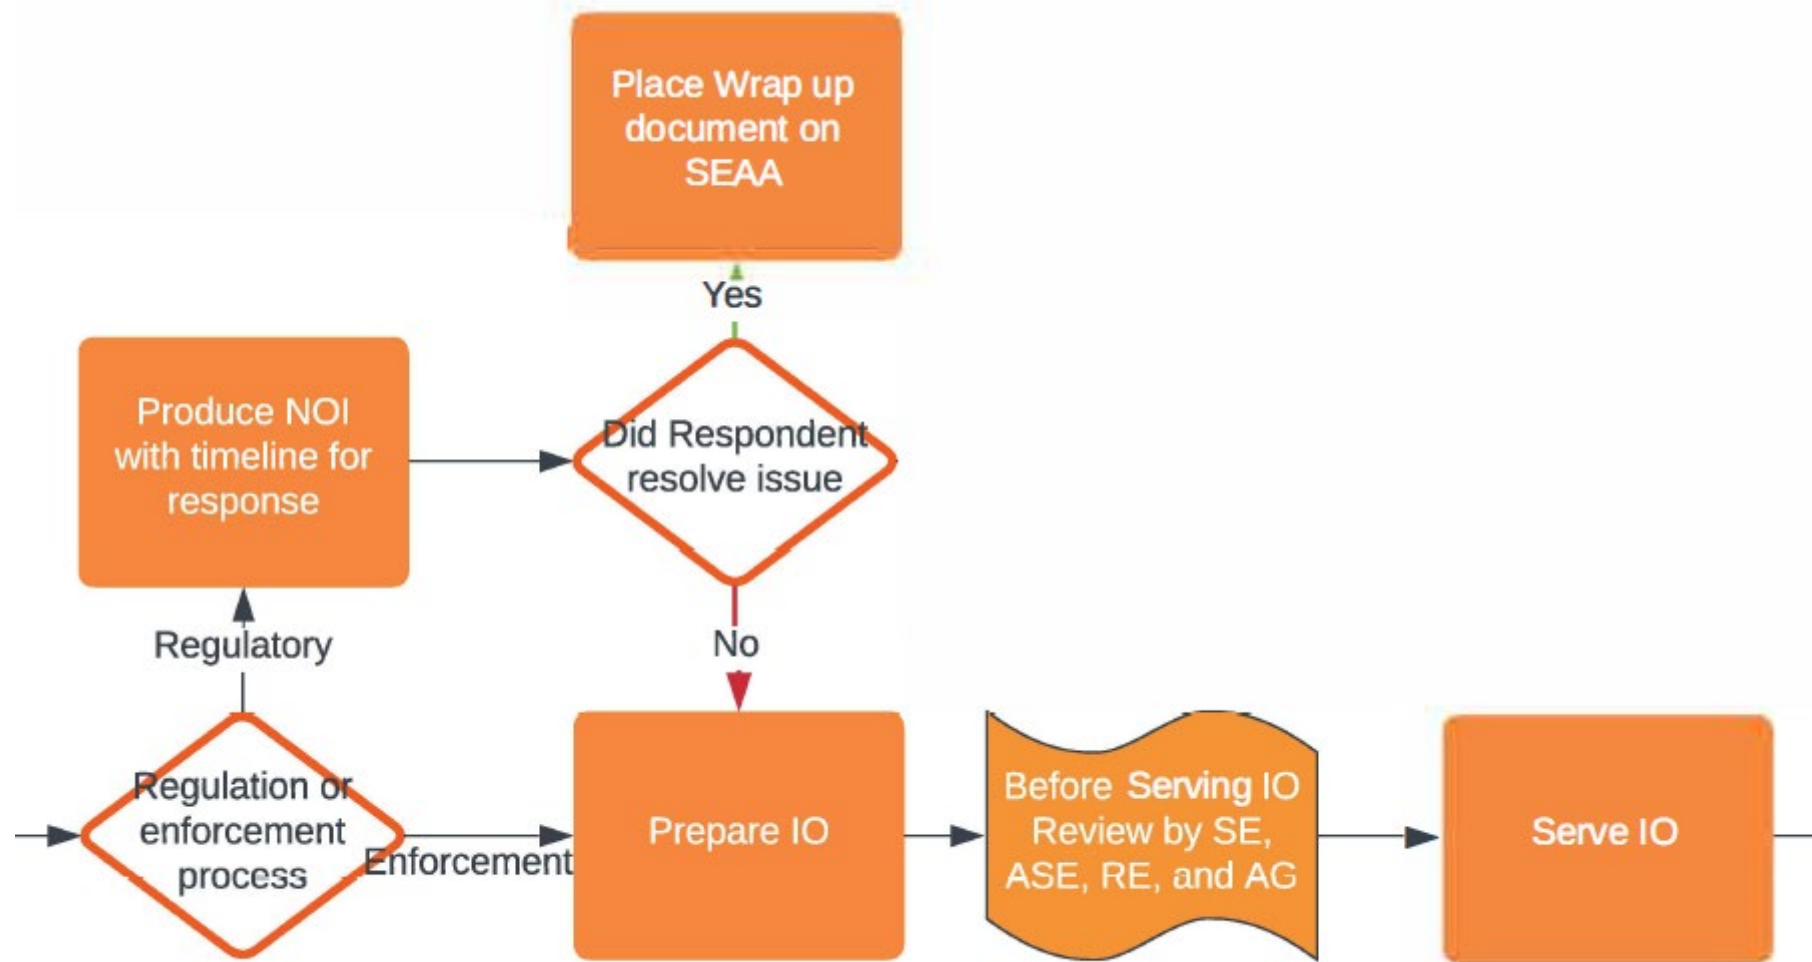 Place Wrap up
document on
SEAA
Yes
Produce NOI
with timeline for
response
Did Respondent
resolve issue
Regulatory
No
Regulation or
enforcement
process
Enforcement
Prepare IO
Before Serving IO
Review by SE,
ASE, RE, and AG
Serve IO